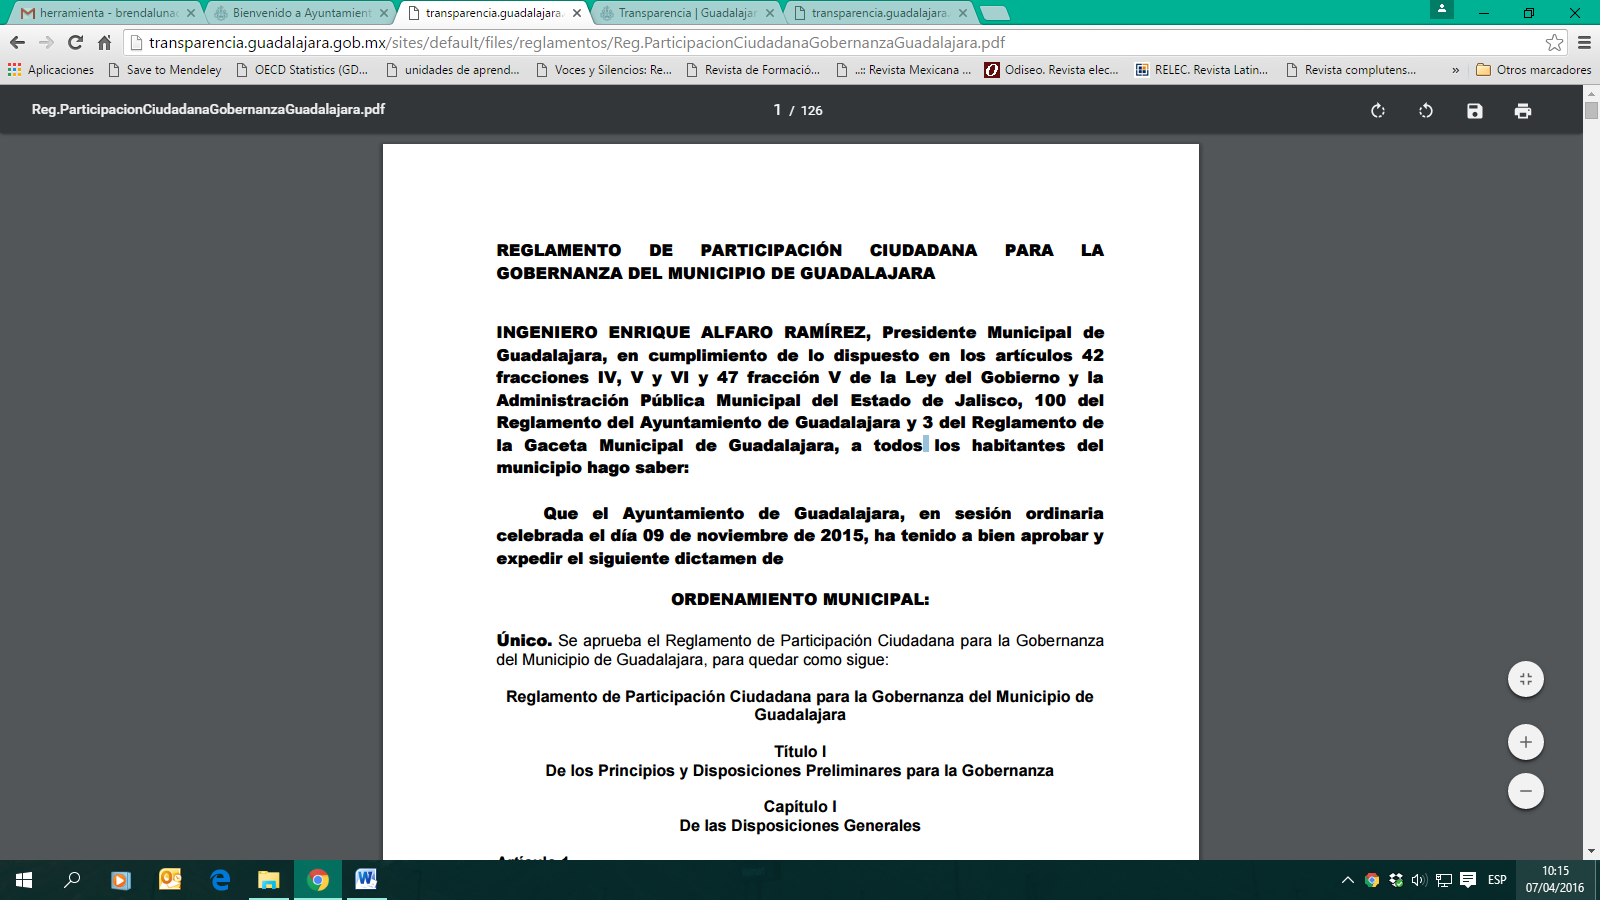 herramienta - brendalunac
Bienvenido a Ayuntamient
transparencia.guadalajara.
Transparencia | Guadalajar
transparencia.guadalajara.
transparencia.guadalajara.gob.mx/sites/default/files/reglamentos/Reg.ParticipacionCiudadanaGobernanzaGuadalajara.pdf
Aplicaciones
Save to Mendeley
OECD Statistics (GD...
unidades de aprend...
Voces y Silencios: Re...
Revista de Formació...
..:: Revista Mexicana ...
Odiseo. Revista elec...
RELEC. Revista Latin...
Revista complutens...
»
Otros marcadores
Reg.ParticipacionCiudadanaGobernanzaGuadalajara.pdf
1 / 126
REGLAMENTO DE PARTICIPACIÓN CIUDADANA PARA LA
GOBERNANZA DEL MUNICIPIO DE GUADALAJARA
INGENIERO ENRIQUE ALFARO RAMÍREZ, Presidente Municipal de
Guadalajara, en cumplimiento de lo dispuesto en los artículos 42
fracciones IV, V y VI y 47 fracción V de la Ley del Gobierno y la
Administración Pública Municipal del Estado de Jalisco, 100 del
Reglamento del Ayuntamiento de Guadalajara y 3 del Reglamento de
la Gaceta Municipal de Guadalajara, a todos los habitantes del
municipio hago saber:
Que el Ayuntamiento de Guadalajara, en sesión ordinaria
celebrada el día 09 de noviembre de 2015, ha tenido a bien aprobar y
expedir el siguiente dictamen de
ORDENAMIENTO MUNICIPAL:
Único. Se aprueba el Reglamento de Participación Ciudadana para la Gobernanza
del Municipio de Guadalajara, para quedar como sigue:
Reglamento de Participación Ciudadana para la Gobernanza del Municipio de
Guadalajara
Título I
De los Principios y Disposiciones Preliminares para la Gobernanza
Capítulo I
De las Disposiciones Generales
Artículo 1
ESP
10:15
07/04/2016